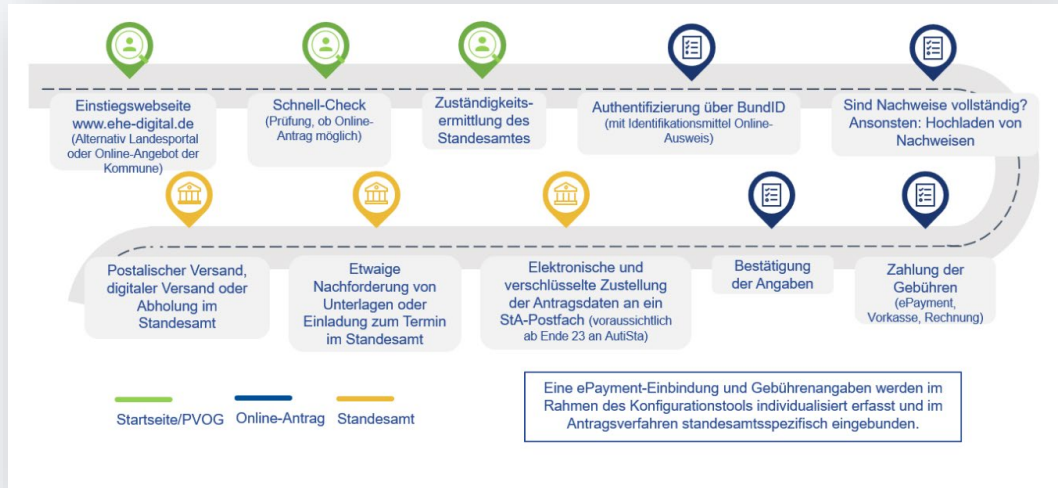 Einstiegswebseite
www.ehe-digital.de
(Alternativ Landesportal
oder Online-Angebot der
Kommune)
Schnell-Check
(Prüfung, ob Online-
Antrag möglich)
Zuständigkeits-
ermittlung des
Standesamtes
Authentifizierung über BundID
(mit Identifikationsmittel Online-
Ausweis)
Sind Nachweise vollständig?
Ansonsten: Hochladen von
Nachweisen
Postalischer Versand,
digitaler Versand oder
Abholung im
Standesamt
Etwaige
Nachforderung von
Unterlagen oder
Einladung zum Termin
im Standesamt
Elektronische und
verschlüsselte Zustellung
der Antragsdaten an ein
StA-Postfach (voraussichtlich
ab Ende 23 an AutiSta)
Bestätigung
der Angaben
Zahlung der
Gebühren
(ePayment,
Vorkasse, Rechnung)
Startseite/PVOG
Online-Antrag
Standesamt
Eine ePayment-Einbindung und Gebührenangaben werden im
Rahmen des Konfigurationstools individualisiert erfasst und im
Antragsverfahren standesamtsspezifisch eingebunden.